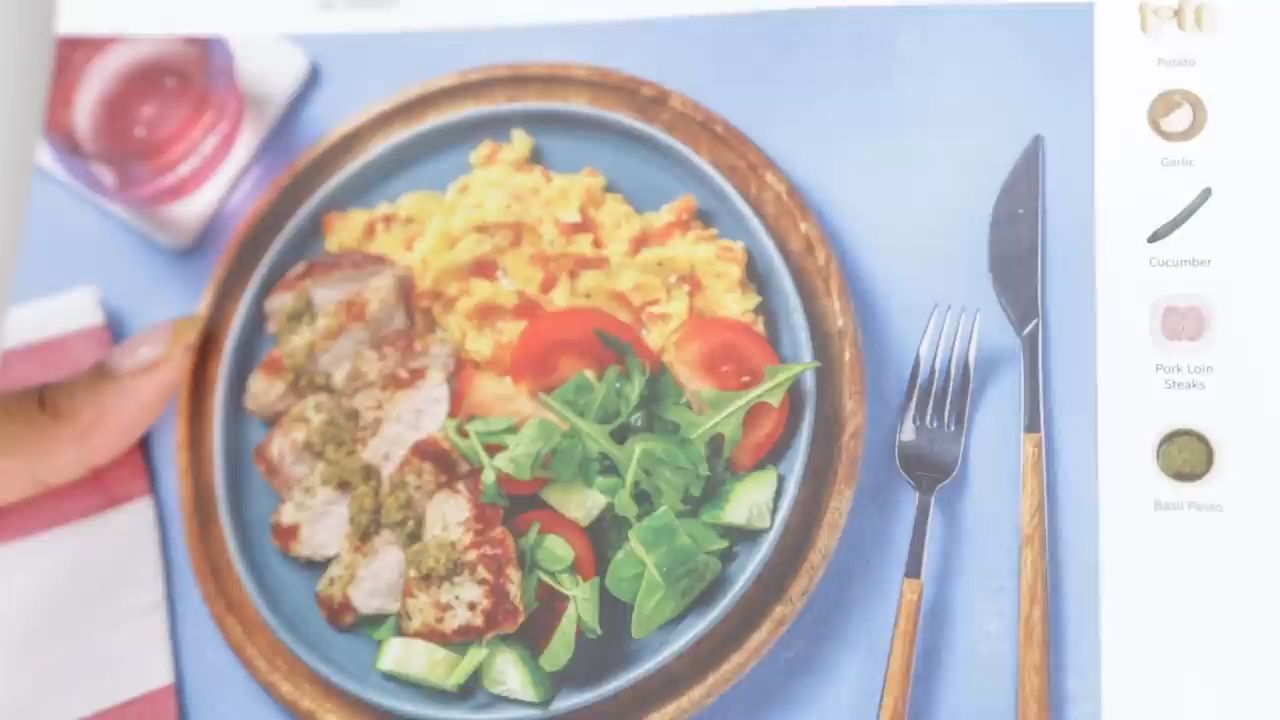 Potato
Garlic
Cucumber
Pork Loin
Steaks
Basil Pesto